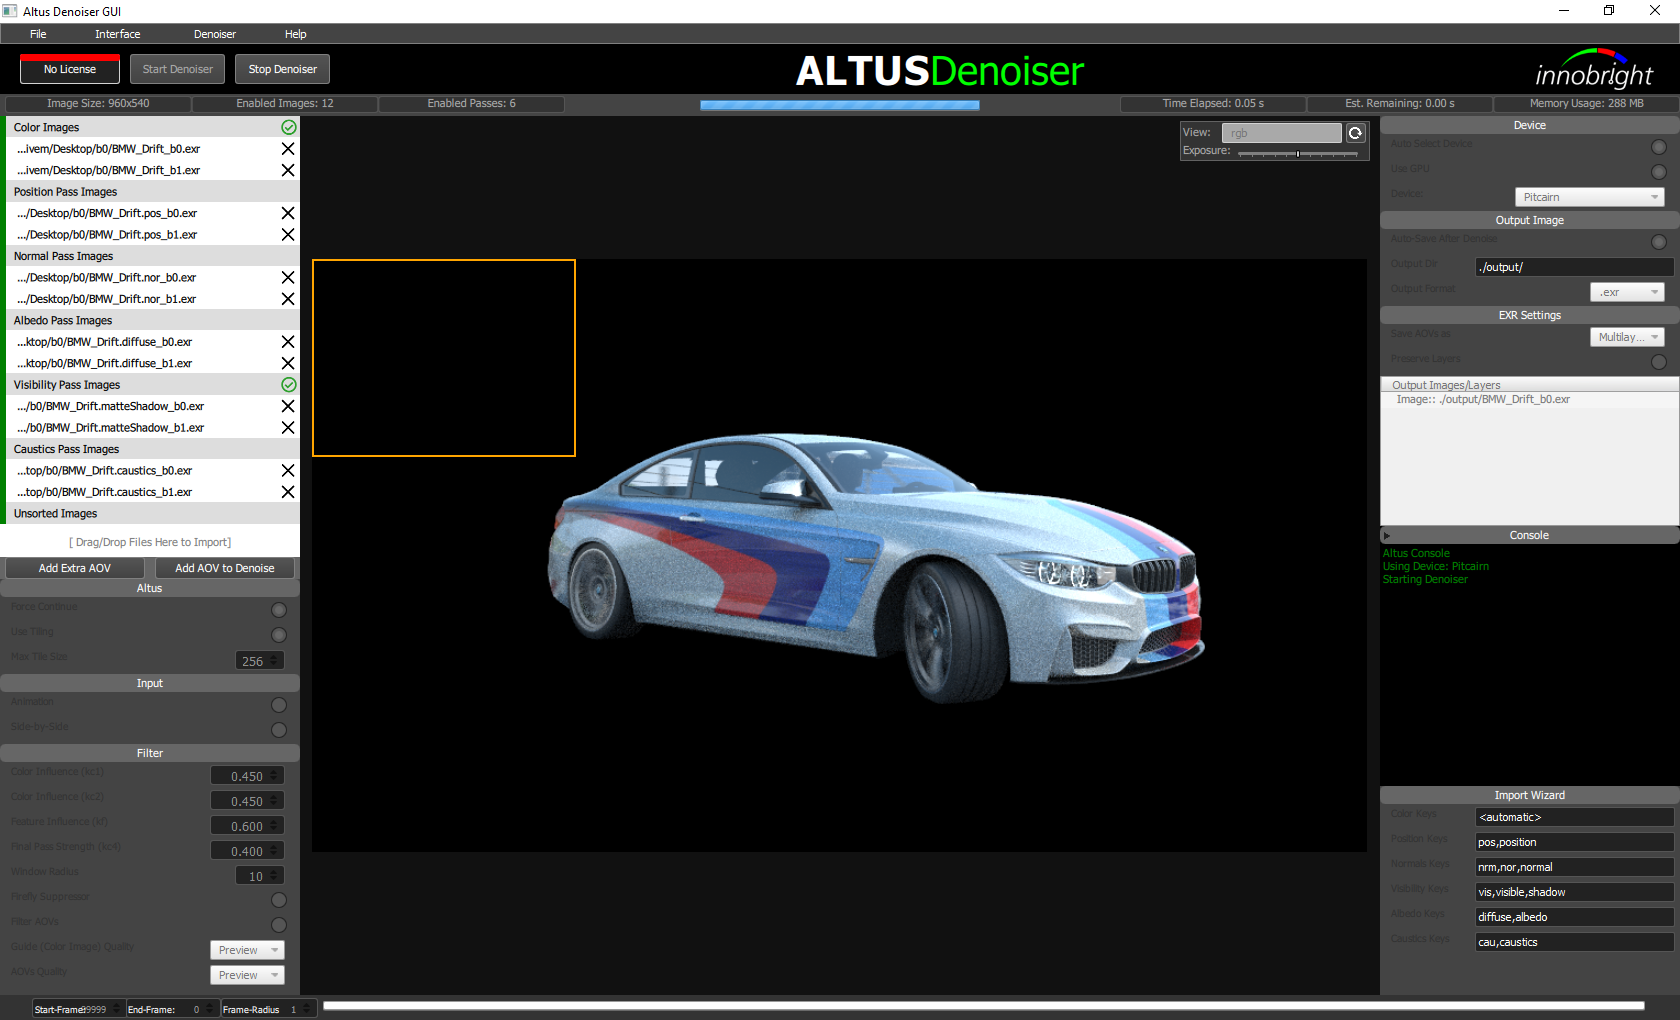 Altus Denoiser GUI
File Interface Denoiser Help
No License Start Denoiser Stop Denoiser
ALTUSDenoiser
innobright
Image Size: 960x540 Enabled Images: 12 Enabled Passes: 6 Time Elapsed: 0.05 s Est. Remaining: 0.00 s Memory Usage: 288 MB
Color Images
...ivem/Desktop/b0/BMW_Drift_b0.exr
...ivem/Desktop/b0/BMW_Drift_b1.exr
Position Pass Images
.../Desktop/b0/BMW_Drift.pos_b0.exr
.../Desktop/b0/BMW_Drift.pos_b1.exr
Normal Pass Images
.../Desktop/b0/BMW_Drift.nor_b0.exr
.../Desktop/b0/BMW_Drift.nor_b1.exr
Albedo Pass Images
...ktop/b0/BMW_Drift.diffuse_b0.exr
...ktop/b0/BMW_Drift.diffuse_b1.exr
Visibility Pass Images
.../b0/BMW_Drift.matteShadow_b0.exr
.../b0/BMW_Drift.matteShadow_b1.exr
Caustics Pass Images
...top/b0/BMW_Drift.caustics_b0.exr
...top/b0/BMW_Drift.caustics_b1.exr
Unsorted Images
[ Drag/Drop Files Here to Import]
Add Extra AOV Add AOV to Denoise
Altus
Force Continue
Use Tiling
Max Tile Size 256
Input
Animation
Side-by-Side
Filter
Color Influence (kc1) 0.450
Color Influence (kc2) 0.450
Feature Influence (kf) 0.600
Final Pass Strength (kc4) 0.400
Window Radius 10
Firefly Suppressor
Filter AOVs
Guide (Color Image) Quality Preview
AOVs Quality Preview
View: rgb
Exposure:
Device
Auto Select Device
Use GPU
Device: Pitcairn
Output Image
Auto-Save After Denoise
Output Dir ./output/
Output Format .exr
EXR Settings
Save AOVs as Multilay...
Preserve Layers
Output Images/Layers
Image:: ./output/BMW_Drift_b0.exr
Console
Altus Console
Using Device: Pitcairn
Starting Denoiser
Import Wizard
Color Keys <automatic>
Position Keys pos,position
Normals Keys nrm,nor,normal
Visibility Keys vis,visible,shadow
Albedo Keys diffuse,albedo
Caustics Keys cau,caustics
Start-Frame: 99999 End-Frame: 0 Frame-Radius 1